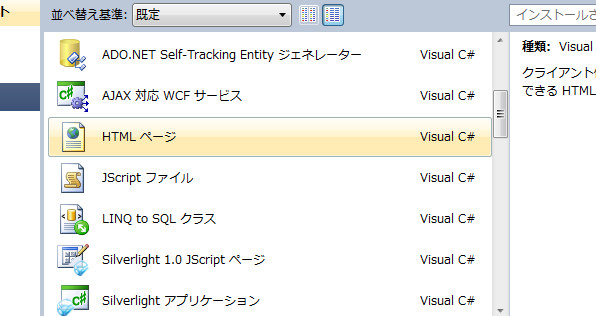 ト
並べ替え基準: 既定
インストールさ
ADO.NET Self-Tracking Entity ジェネレーター Visual C#
種類: Visual
クライアント
AJAX 対応 WCF サービス Visual C#
できる HTML
HTML ページ Visual C#
JScript ファイル Visual C#
LINQ to SQL クラス Visual C#
Silverlight 1.0 JScript ページ Visual C#
Silverlight アプリケーション Visual C#